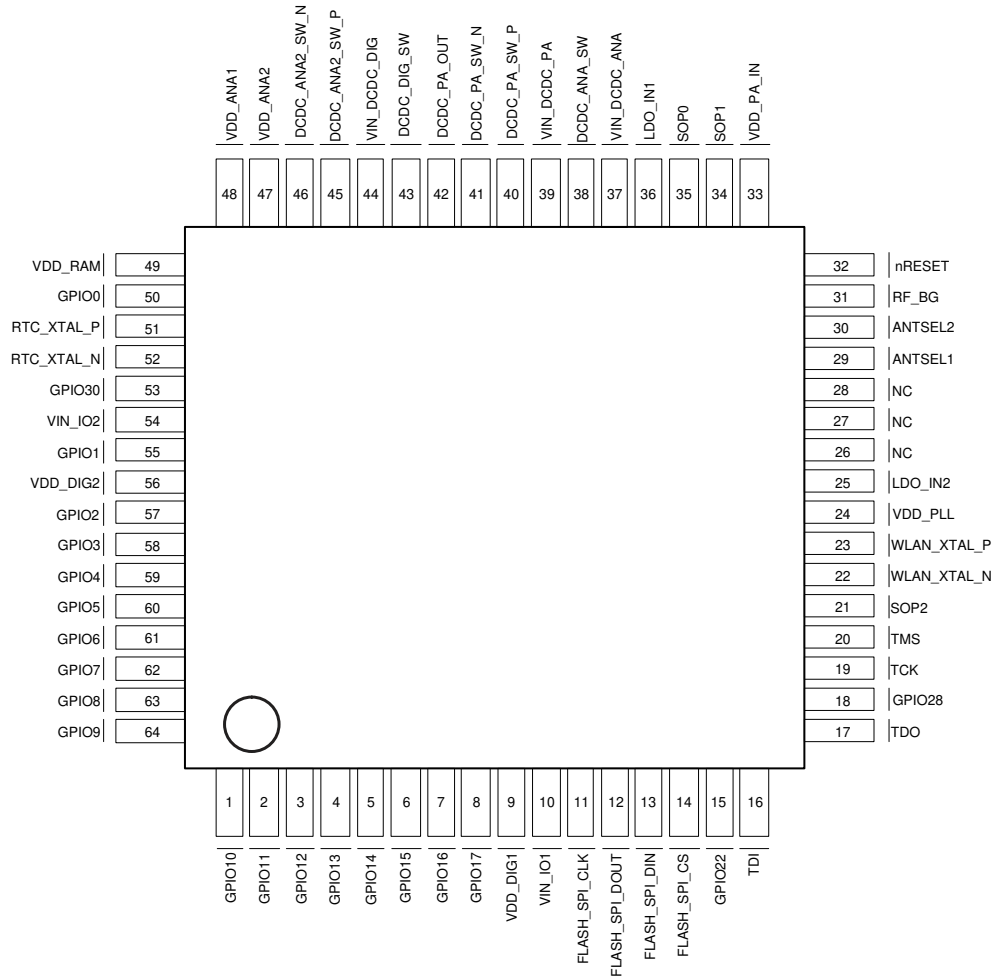 VDD_ANA1
VDD_ANA2
DCDC_ANA2_SW_N
DCDC_ANA2_SW_P
VIN_DCDC_DIG
DCDC_DIG_SW
DCDC_PA_OUT
DCDC_PA_SW_N
DCDC_PA_SW_P
VIN_DCDC_PA
DCDC_ANA_SW
VIN_DCDC_ANA
LDO_IN1
SOP0
SOP1
VDD_PA_IN
48 47 46 45 44 43 42 41 40 39 38 37 36 35 34 33
VDD_RAM 49
GPIO0 50
RTC_XTAL_P 51
RTC_XTAL_N 52
GPIO30 53
VIN_IO2 54
GPIO1 55
VDD_DIG2 56
GPIO2 57
GPIO3 58
GPIO4 59
GPIO5 60
GPIO6 61
GPIO7 62
GPIO8 63
GPIO9 64
32 nRESET
31 RF_BG
30 ANTSEL2
29 ANTSEL1
28 NC
27 NC
26 NC
25 LDO_IN2
24 VDD_PLL
23 WLAN_XTAL_P
22 WLAN_XTAL_N
21 SOP2
20 TMS
19 TCK
18 GPIO28
17 TDO
1 2 3 4 5 6 7 8 9 10 11 12 13 14 15 16
GPIO10
GPIO11
GPIO12
GPIO13
GPIO14
GPIO15
GPIO16
GPIO17
VDD_DIG1
VIN_IO1
FLASH_SPI_CLK
FLASH_SPI_DOUT
FLASH_SPI_DIN
FLASH_SPI_CS
GPIO22
TDI